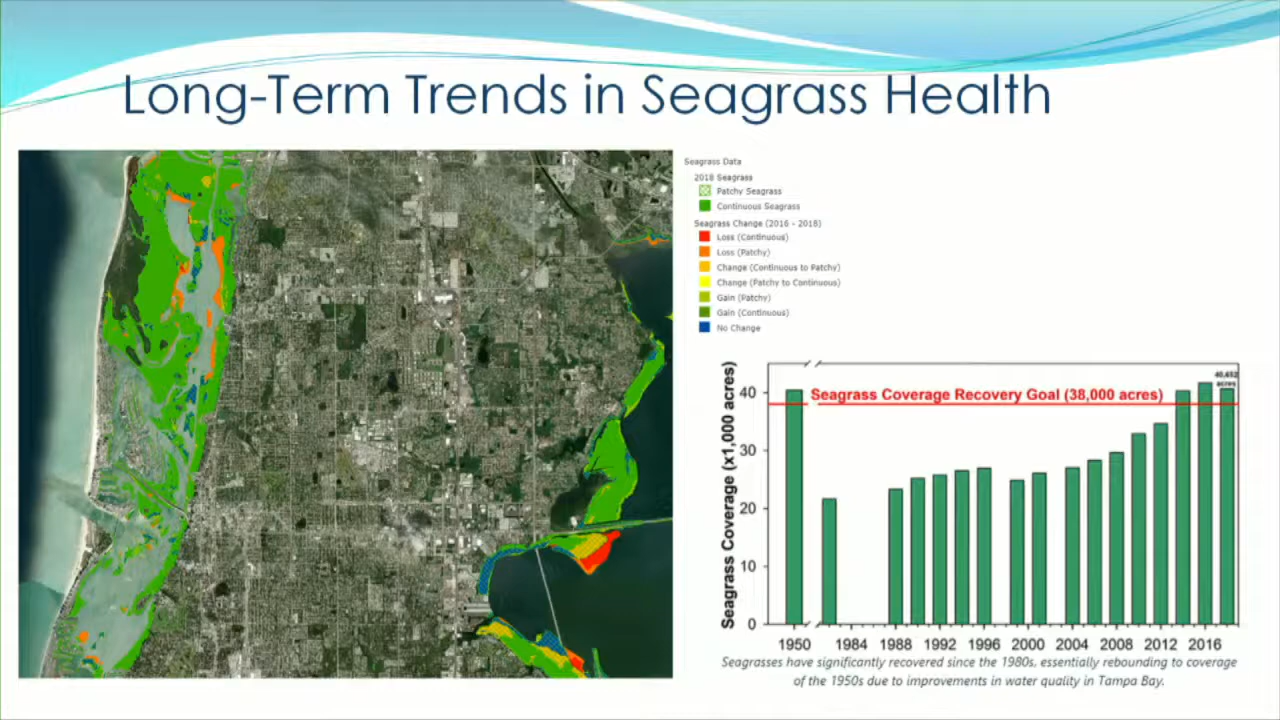 Long-Term Trends in Seagrass Health
Seagrass Data
2018 Seagrass
Patchy Seagrass
Continuous Seagrass
Seagrass Change (2016 - 2018)
Loss (Continuous)
Loss (Patchy)
Change (Continuous to Patchy)
Change (Patchy to Continuous)
Gain (Patchy)
Gain (Continuous)
No Change
Seagrass Coverage (x1,000 acres)
40
30
20
10
0
Seagrass Coverage Recovery Goal (38,000 acres)
40,652
acres
1950 1984 1988 1992 1996 2000 2004 2008 2012 2016
Seagrasses have significantly recovered since the 1980s, essentially rebounding to coverage
of the 1950s due to improvements in water quality in Tampa Bay.